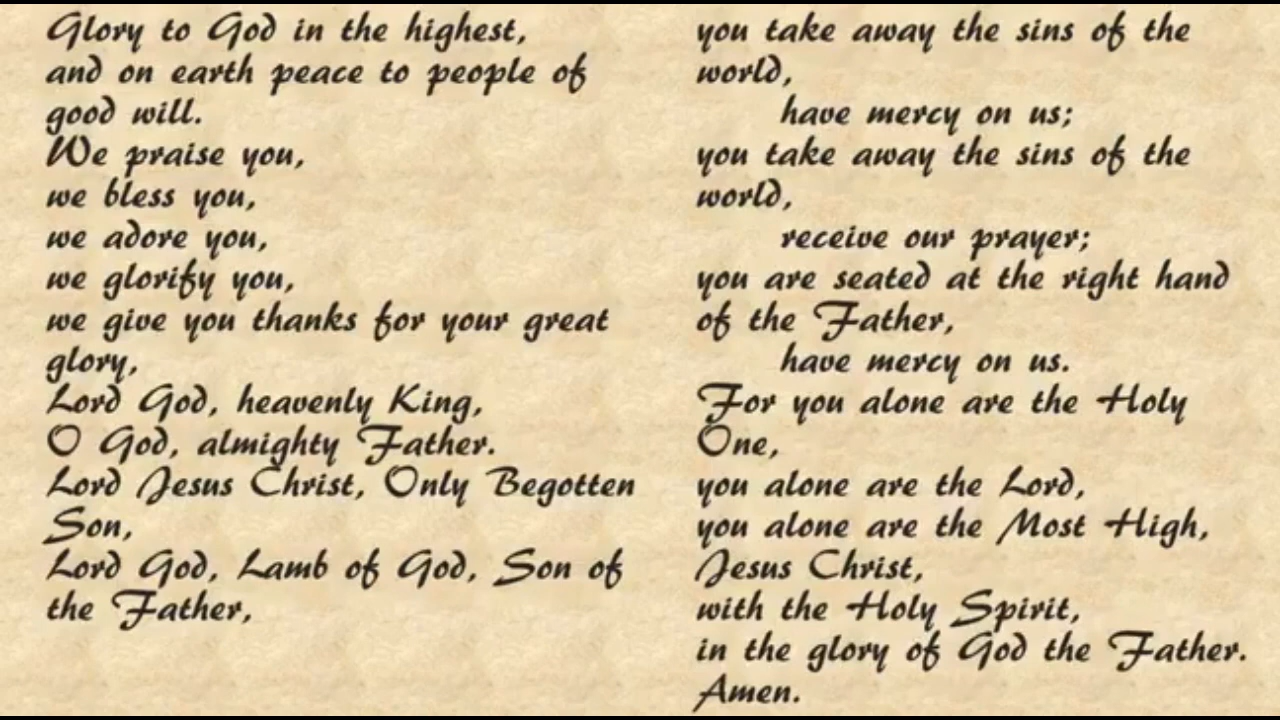 Glory to God in the highest,
and on earth peace to people of
good will.
We praise you,
we bless you,
we adore you,
we glorify you,
we give you thanks for your great
glory,
Lord God, heavenly King,
O God, almighty Father.
Lord Jesus Christ, Only Begotten
Son,
Lord God, Lamb of God, Son of
the Father,
you take away the sins of the
world,
have mercy on us;
you take away the sins of the
world,
receive our prayer;
you are seated at the right hand
of the Father,
have mercy on us.
For you alone are the Holy
One,
you alone are the Lord,
you alone are the Most High,
Jesus Christ,
with the Holy Spirit,
in the glory of God the Father.
Amen.